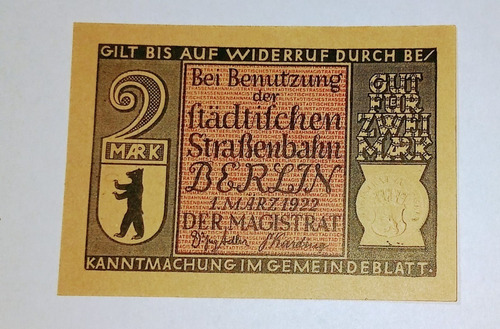 GILT BIS AUF WIDERRUF DURCH BE/
2
MARK
Bei Benutzung
der
städtischen
Straßenbahn
BERLIN
1. MÄRZ 1922
DER MAGISTRAT
GUT
FÜR
ZWEI
MARK
KANNTMACHUNG IM GEMEINDEBLATT.